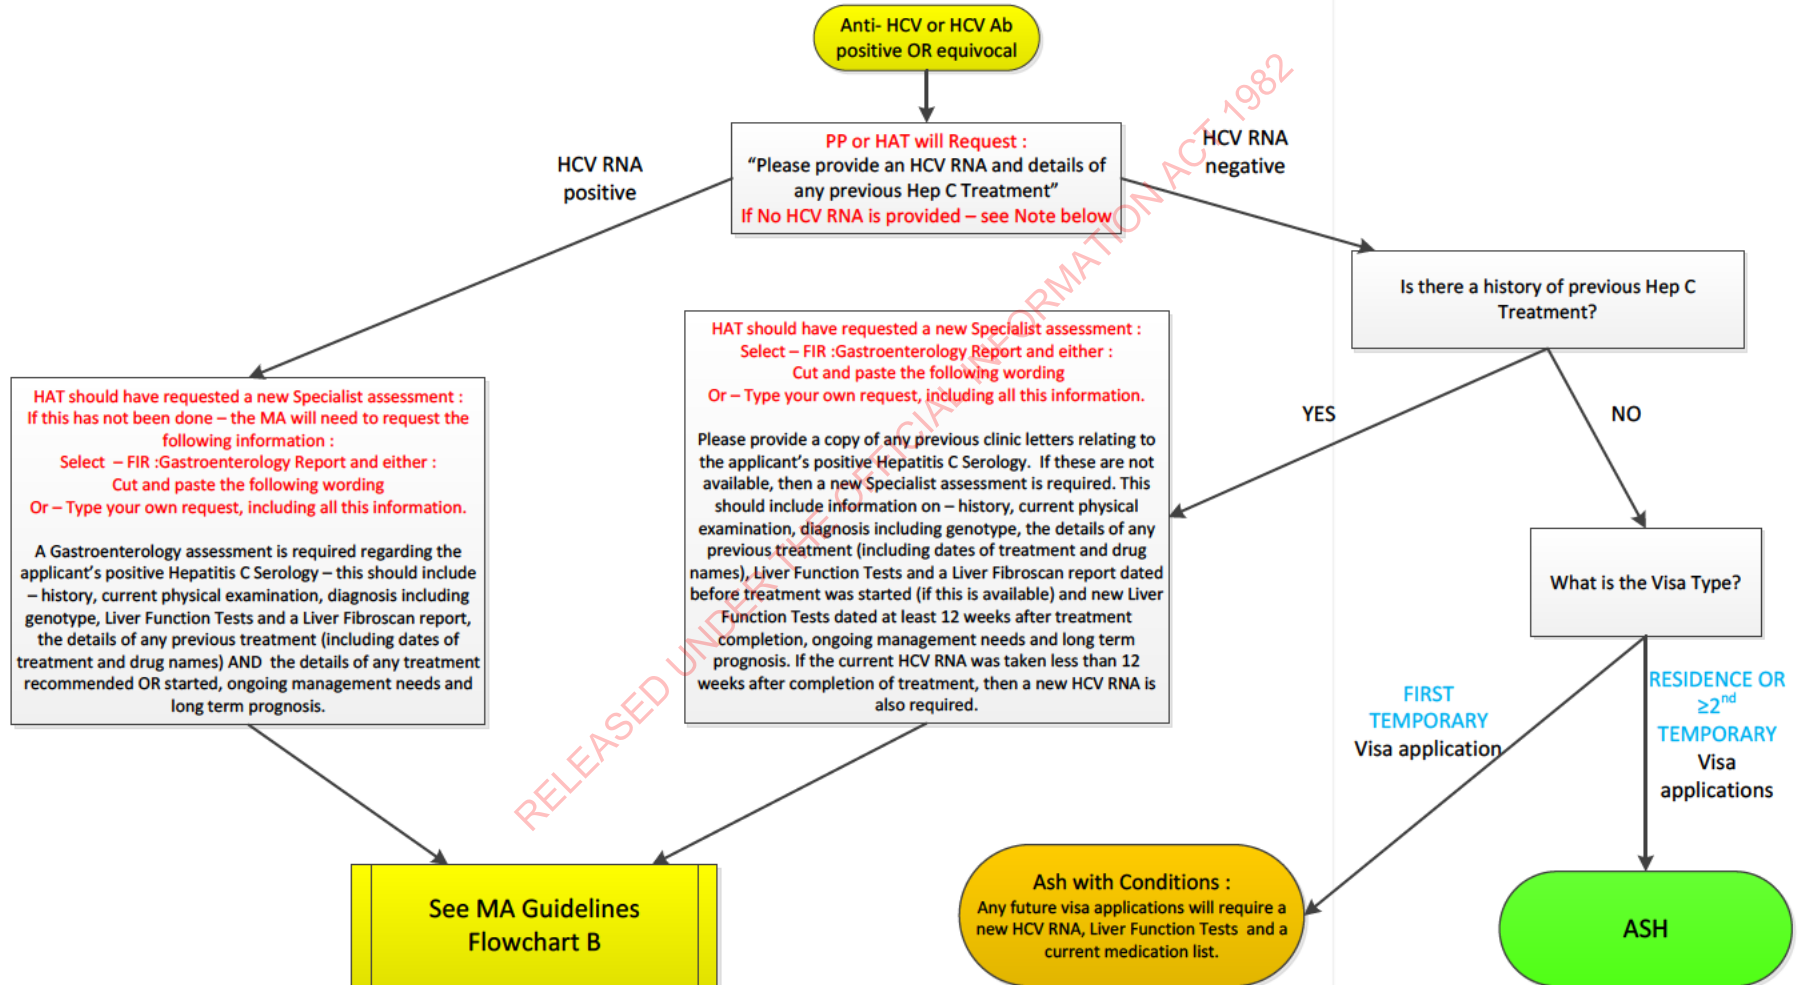 Anti- HCV or HCV Ab
positive OR equivocal
PP or HAT will Request :
“Please provide an HCV RNA and details of
any previous Hep C Treatment”
If No HCV RNA is provided – see Note below
HCV RNA
positive
HCV RNA
negative
Is there a history of previous Hep C
Treatment?
HAT should have requested a new Specialist assessment :
If this has not been done – the MA will need to request the
following information :
Select – FIR :Gastroenterology Report and either :
Cut and paste the following wording
Or – Type your own request, including all this information.
A Gastroenterology assessment is required regarding the
applicant’s positive Hepatitis C Serology – this should include
– history, current physical examination, diagnosis including
genotype, Liver Function Tests and a Liver Fibroscan report,
the details of any previous treatment (including dates of
treatment and drug names) AND the details of any treatment
recommended OR started, ongoing management needs and
long term prognosis.
HAT should have requested a new Specialist assessment :
Select – FIR :Gastroenterology Report and either :
Cut and paste the following wording
Or – Type your own request, including all this information.
Please provide a copy of any previous clinic letters relating to
the applicant’s positive Hepatitis C Serology. If these are not
available, then a new Specialist assessment is required. This
should include information on – history, current physical
examination, diagnosis including genotype, the details of any
previous treatment (including dates of treatment and drug
names), Liver Function Tests and a Liver Fibroscan report dated
before treatment was started (if this is available) and new Liver
Function Tests dated at least 12 weeks after treatment
completion, ongoing management needs and long term
prognosis. If the current HCV RNA was taken less than 12
weeks after completion of treatment, then a new HCV RNA is
also required.
YES
NO
What is the Visa Type?
FIRST
TEMPORARY
Visa application
RESIDENCE OR
≥2nd
TEMPORARY
Visa
applications
See MA Guidelines
Flowchart B
Ash with Conditions :
Any future visa applications will require a
new HCV RNA, Liver Function Tests and a
current medication list.
ASH
RELEASED UNDER THE OFFICIAL INFORMATION ACT 1982